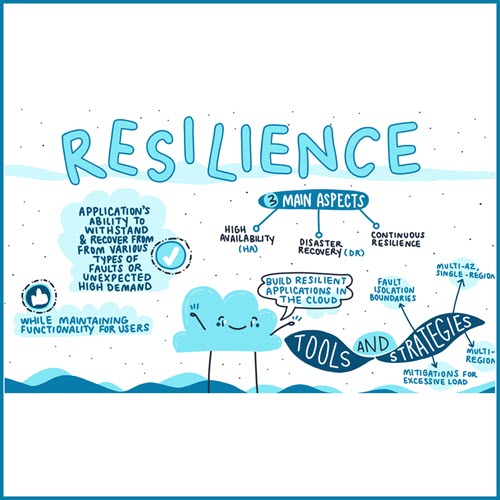 RESILIENCE
APPLICATION'S
ABILITY TO
WITHSTAND
& RECOVER FROM
FROM VARIOUS
TYPES OF
FAULTS OR
UNEXPECTED
HIGH DEMAND
WHILE MAINTAINING
FUNCTIONALITY FOR USERS
3 MAIN ASPECTS
HIGH
AVAILABILITY
(HA)
DISASTER
RECOVERY (DR)
CONTINUOUS
RESILIENCE
BUILD RESILIENT
APPLICATIONS IN
THE CLOUD
TOOLS AND STRATEGIES
FAULT
ISOLATION
BOUNDARIES
MULTI-AZ,
SINGLE-REGION
MULTI-
REGION
MITIGATIONS FOR
EXCESSIVE LOAD